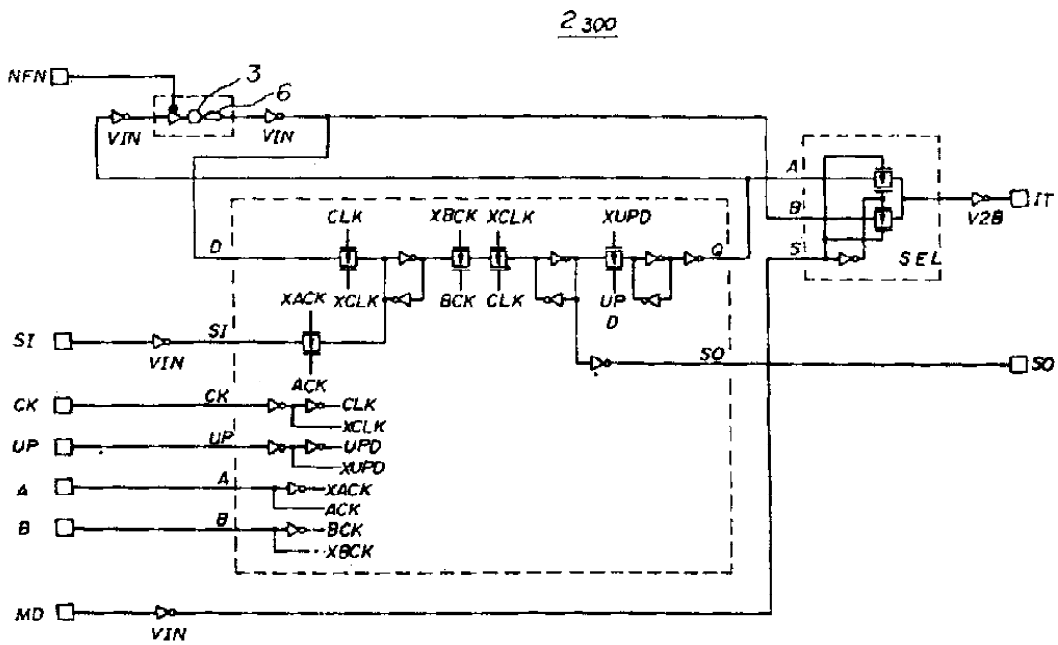 2 300
NFN
3
6
VIN
VIN
A
B
S
SEL
V2B
IT
CLK
XBCK
XCLK
XUPD
D
Q
XCLK
BCK
CLK
UP
D
XACK
SI
VIN
SI
ACK
SO
SO
CK
CK
CLK
XCLK
UP
UP
UPD
XUPD
A
A
XACK
ACK
B
B
BCK
XBCK
MD
VIN